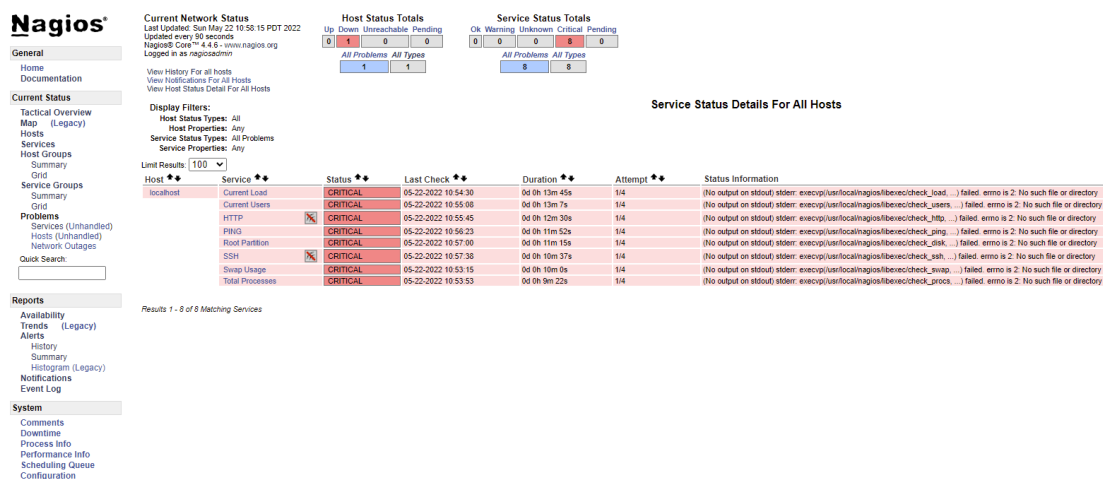 Nagios®
General
Home
Documentation
Current Status
Tactical Overview
Map (Legacy)
Hosts
Services
Host Groups
Summary
Grid
Service Groups
Summary
Grid
Problems
Services (Unhandled)
Hosts (Unhandled)
Network Outages
Quick Search:
Reports
Availability
Trends (Legacy)
Alerts
History
Summary
Histogram (Legacy)
Notifications
Event Log
System
Comments
Downtime
Process Info
Performance Info
Scheduling Queue
Configuration
Current Network Status
Last Updated: Sun May 22 10:58:15 PDT 2022
Updated every 90 seconds
Nagios® Core™ 4.4.6 - www.nagios.org
Logged in as nagiosadmin
View History For all hosts
View Notifications For All Hosts
View Host Status Detail For All Hosts
Host Status Totals
Up Down Unreachable Pending
0 1 0 0
All Problems All Types
1 1
Service Status Totals
Ok Warning Unknown Critical Pending
0 0 0 8 0
All Problems All Types
8 8
Display Filters:
Host Status Types: All
Host Properties: Any
Service Status Types: All Problems
Service Properties: Any
Service Status Details For All Hosts
Limit Results: 100
Host Service Status Last Check Duration Attempt Status Information
localhost Current Load CRITICAL 05-22-2022 10:54:30 0d 0h 13m 45s 1/4 (No output on stdout) stderr: execvp(/usr/local/nagios/libexec/check_load, ...) failed. errno is 2: No such file or directory
Current Users CRITICAL 05-22-2022 10:55:08 0d 0h 13m 7s 1/4 (No output on stdout) stderr: execvp(/usr/local/nagios/libexec/check_users, ...) failed. errno is 2: No such file or directory
HTTP CRITICAL 05-22-2022 10:55:45 0d 0h 12m 30s 1/4 (No output on stdout) stderr: execvp(/usr/local/nagios/libexec/check_http, ...) failed. errno is 2: No such file or directory
PING CRITICAL 05-22-2022 10:56:23 0d 0h 11m 52s 1/4 (No output on stdout) stderr: execvp(/usr/local/nagios/libexec/check_ping, ...) failed. errno is 2: No such file or directory
Root Partition CRITICAL 05-22-2022 10:57:00 0d 0h 11m 15s 1/4 (No output on stdout) stderr: execvp(/usr/local/nagios/libexec/check_disk, ...) failed. errno is 2: No such file or directory
SSH CRITICAL 05-22-2022 10:57:38 0d 0h 10m 37s 1/4 (No output on stdout) stderr: execvp(/usr/local/nagios/libexec/check_ssh, ...) failed. errno is 2: No such file or directory
Swap Usage CRITICAL 05-22-2022 10:53:15 0d 0h 10m 0s 1/4 (No output on stdout) stderr: execvp(/usr/local/nagios/libexec/check_swap, ...) failed. errno is 2: No such file or directory
Total Processes CRITICAL 05-22-2022 10:53:53 0d 0h 9m 22s 1/4 (No output on stdout) stderr: execvp(/usr/local/nagios/libexec/check_procs, ...) failed. errno is 2: No such file or directory
Results 1 - 8 of 8 Matching Services